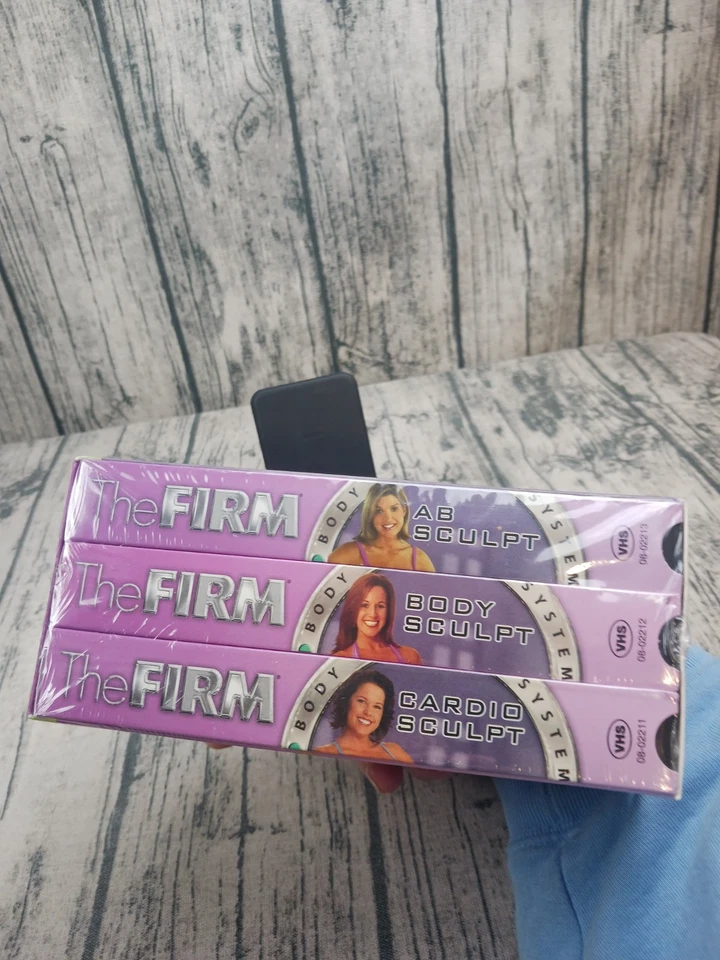 The FIRM
BODY
AB
SCULPT
SYSTEM
VHS
08-02213
The FIRM
BODY
BODY
SCULPT
SYSTEM
VHS
08-02212
The FIRM
BODY
CARDIO
SCULPT
SYSTEM
VHS
08-02211